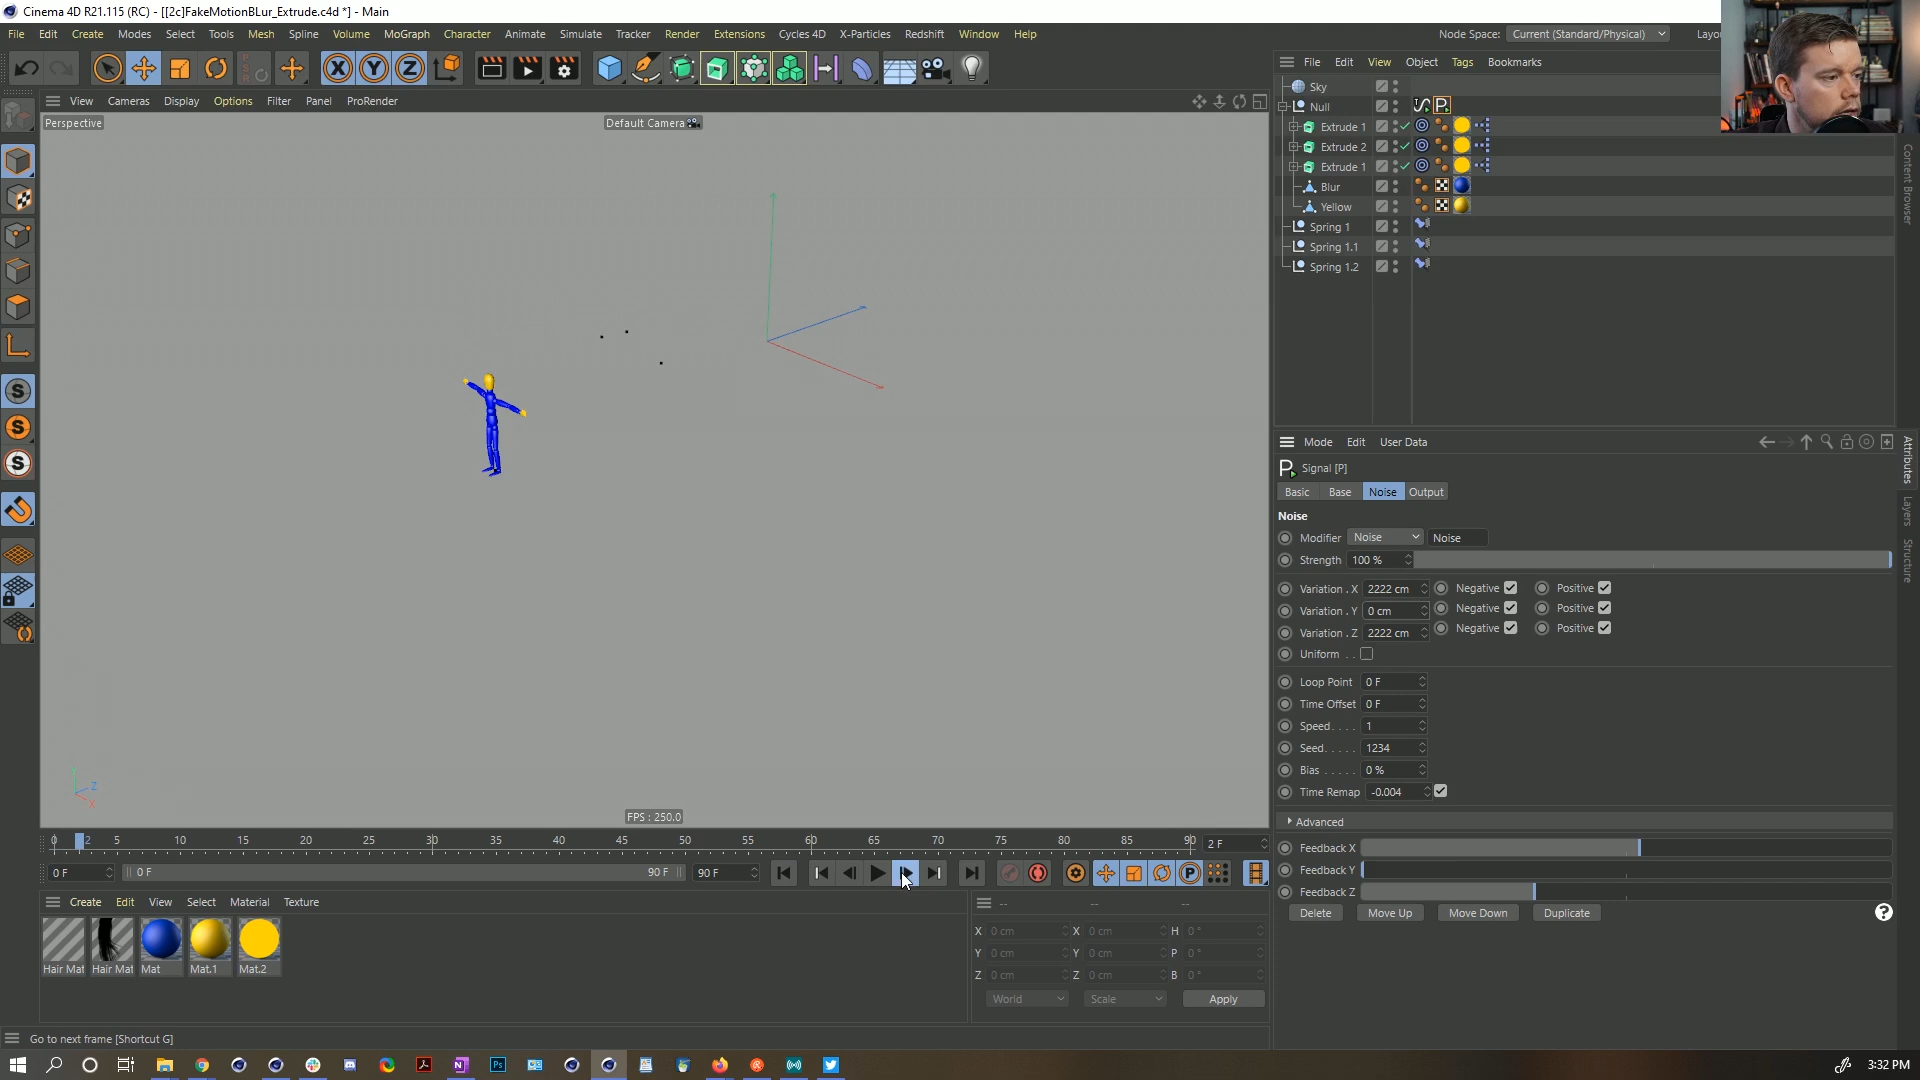 Cinema 4D R21.115 (RC) - [[2c]FakeMotionBLur_Extrude.c4d *] - Main
File Edit Create Modes Select Tools Mesh Spline Volume MoGraph Character Animate Simulate Tracker Render Extensions Cycles 4D X-Particles Redshift Window Help
Node Space: Current (Standard/Physical)
X Y Z
File Edit View Object Tags Bookmarks
View Cameras Display Options Filter Panel ProRender
Perspective
Default Camera
Sky
Null
Extrude 1
Extrude 2
Extrude 1
Blur
Yellow
Spring 1
Spring 1.1
Spring 1.2
Content Browser
Mode Edit User Data
Signal [P]
Basic Base Noise Output
Noise
Modifier Noise Noise
Strength 100 %
Variation . X 2222 cm Negative Positive
Variation . Y 0 cm Negative Positive
Variation . Z 2222 cm Negative Positive
Uniform . .
Loop Point 0 F
Time Offset 0 F
Speed. . . . 1
Seed. . . . . 1234
Bias . . . . . 0 %
Time Remap -0.004
Advanced
Feedback X
Feedback Y
Feedback Z
Delete Move Up Move Down Duplicate
Attributes
Layers
Structure
Y
Z
X
FPS : 250.0
0 2 5 10 15 20 25 30 35 40 45 50 55 60 65 70 75 80 85 90 2 F
0 F 0 F 90 F 90 F
Create Edit View Select Material Texture
Hair Mat Hair Mat Mat Mat.1 Mat.2
-- -- --
X 0 cm X 0 cm H 0 °
Y 0 cm Y 0 cm P 0 °
Z 0 cm Z 0 cm B 0 °
World Scale Apply
Go to next frame [Shortcut G]
3:32 PM